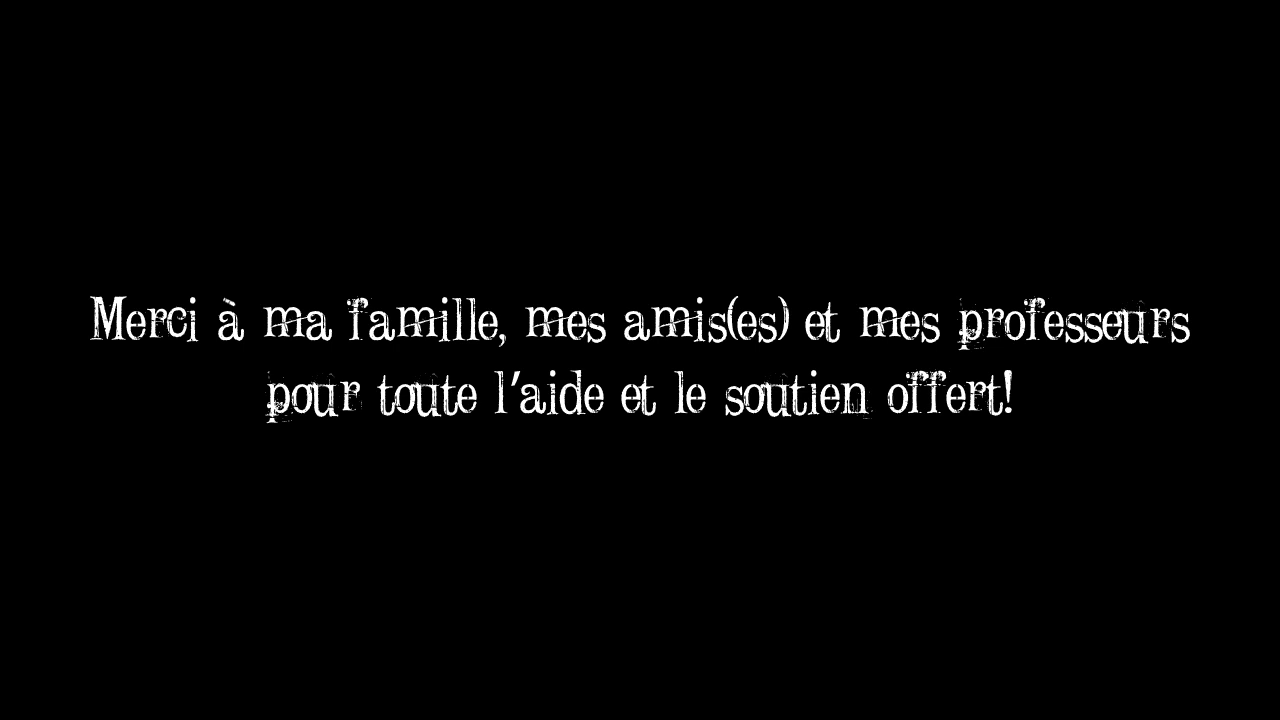 Merci à ma famille, mes amis(es) et mes professeurs
pour toute l'aide et le soutien offert!